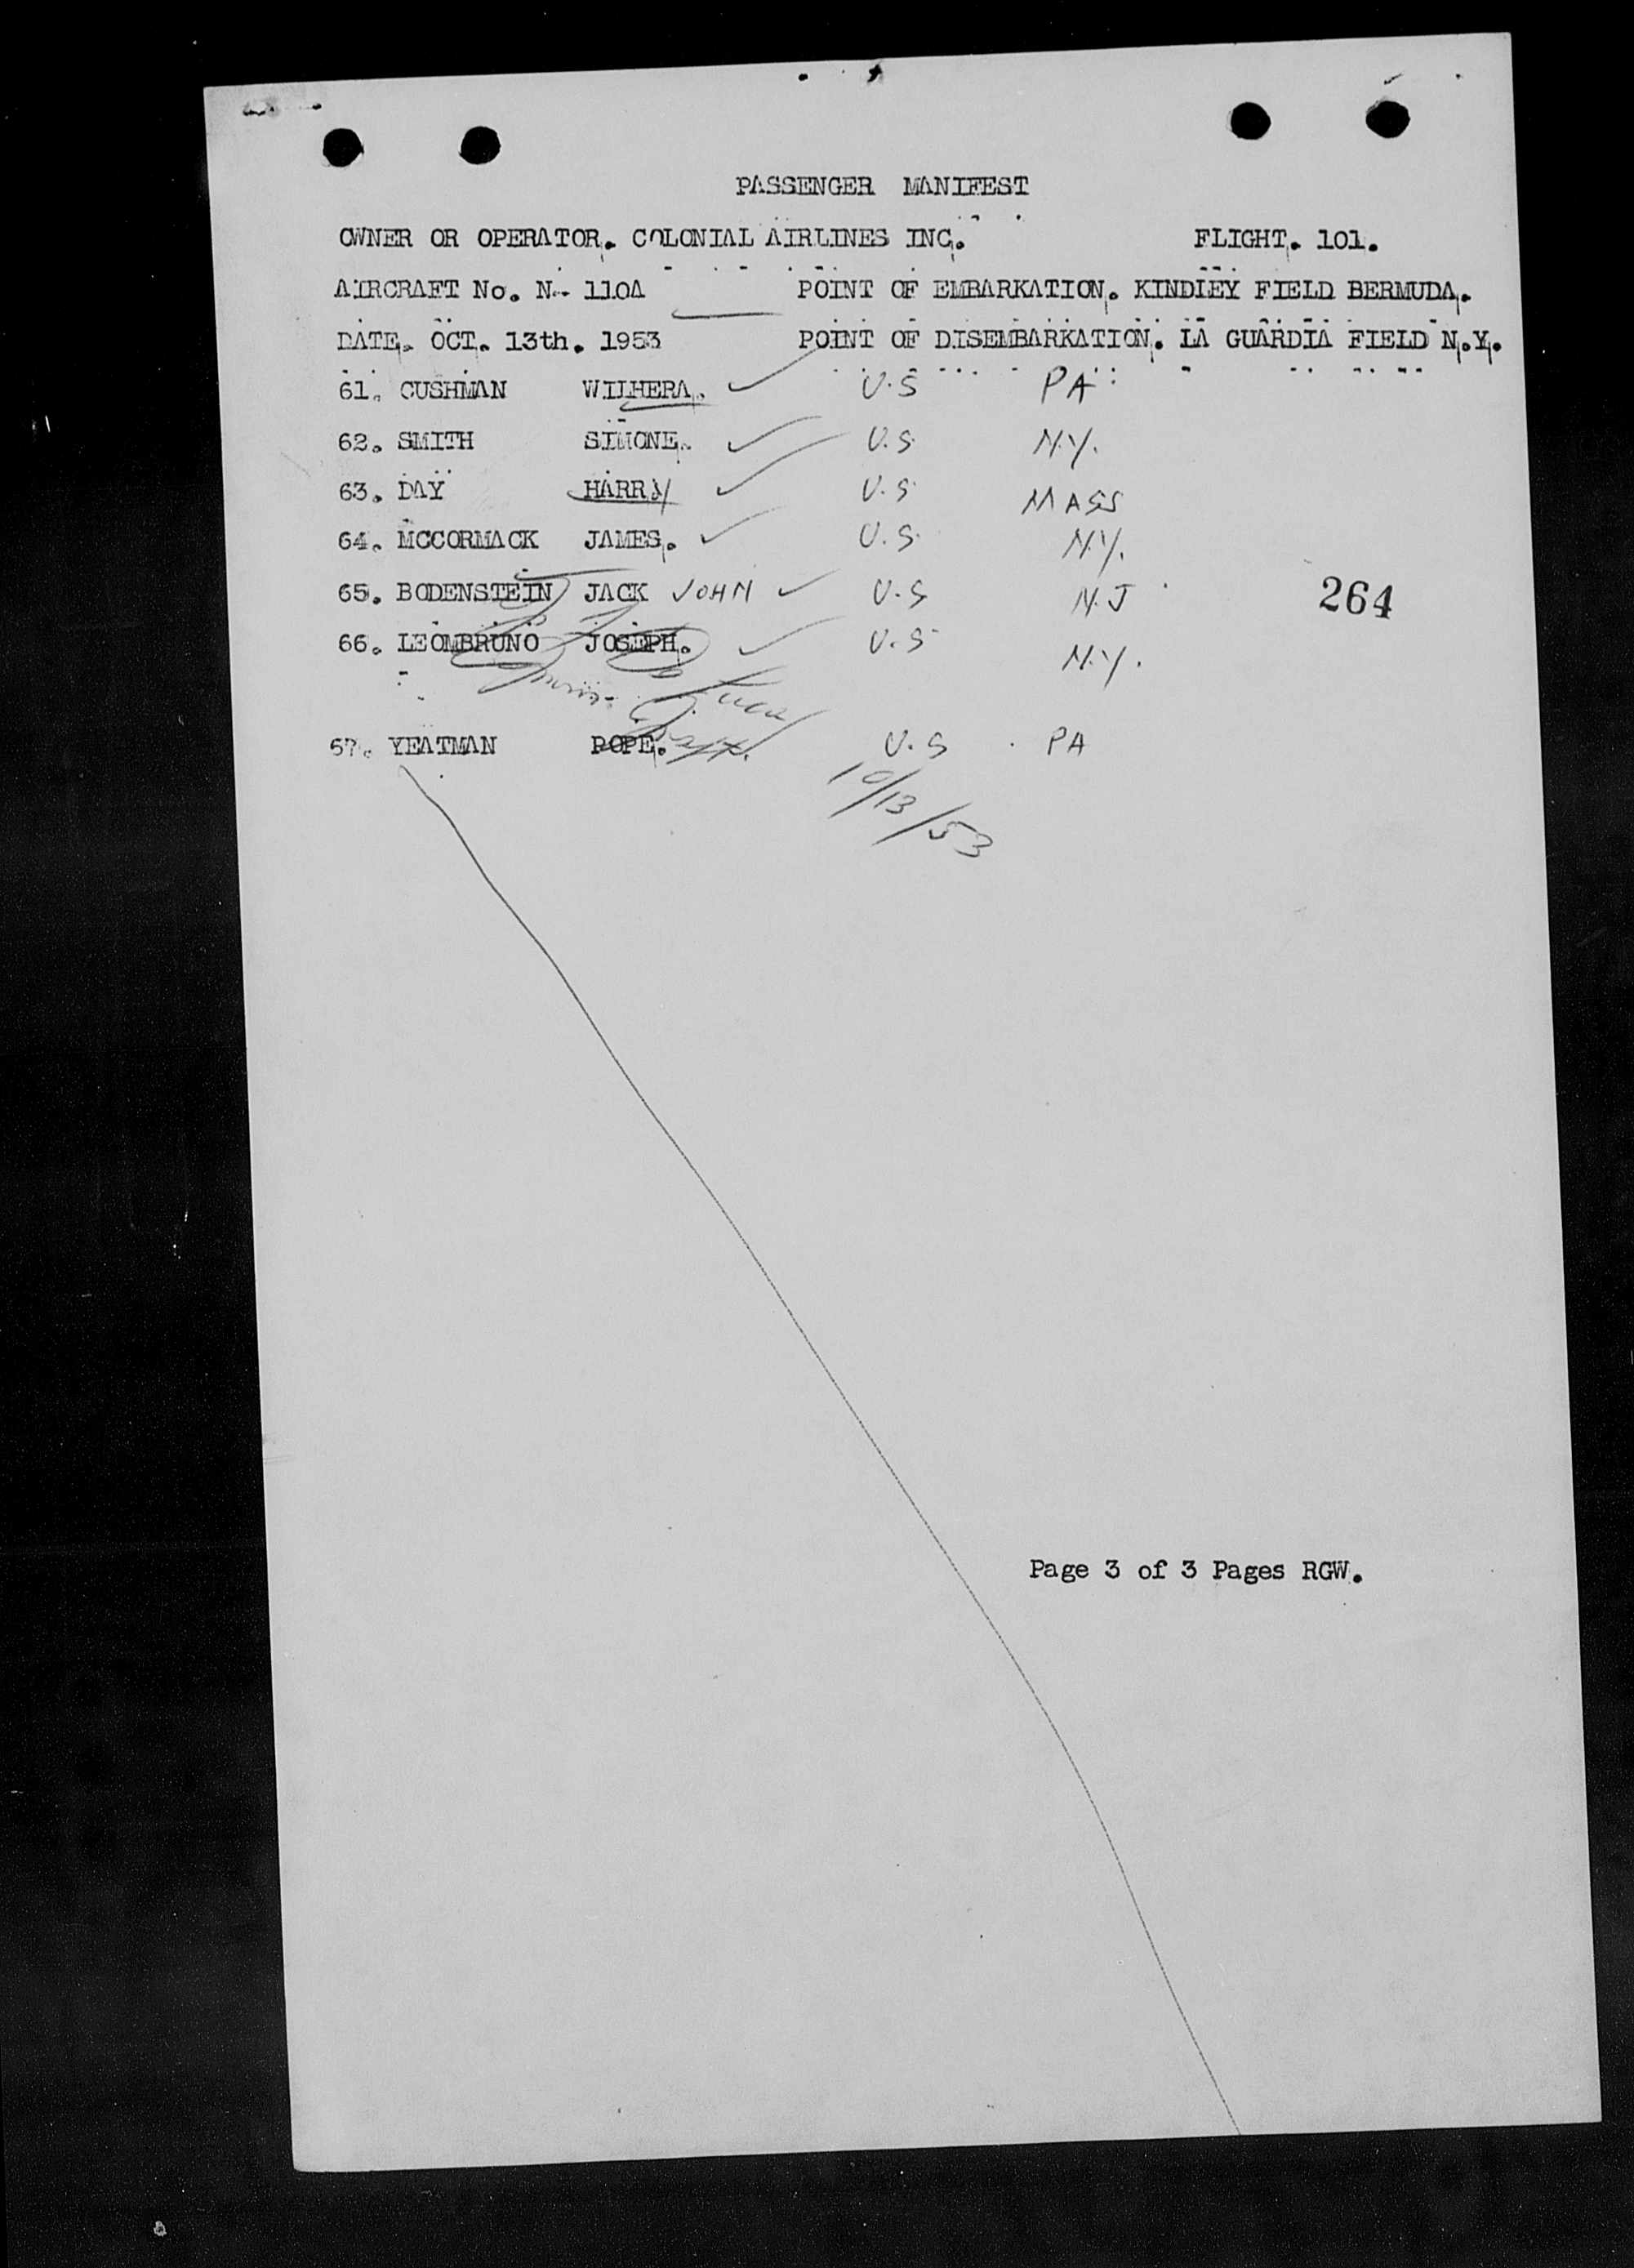 PASSENGER MANIFEST
OWNER OR OPERATOR. COLONIAL AIRLINES INC. FLIGHT. 101.
AIRCRAFT No. N- 110A POINT OF EMBARKATION. KINDLEY FIELD BERMUDA.
DATE. OCT. 13th. 1953 POINT OF DISEMBARKATION. LA GUARDIA FIELD N.Y.
61. CUSHMAN WILHERA. U.S PA
62. SMITH SIMONE. U.S. N.Y.
63. DAY HARRY U.S. MASS
64. MCCORMACK JAMES. U.S. N.Y.
65. BODENSTEIN JACK JOHN U.S N.J
264
66. LEOMBRUNO JOSEPH. U.S N.Y.
67. YEATMAN POPE. U.S PA
10/13/53
Page 3 of 3 Pages RGW.